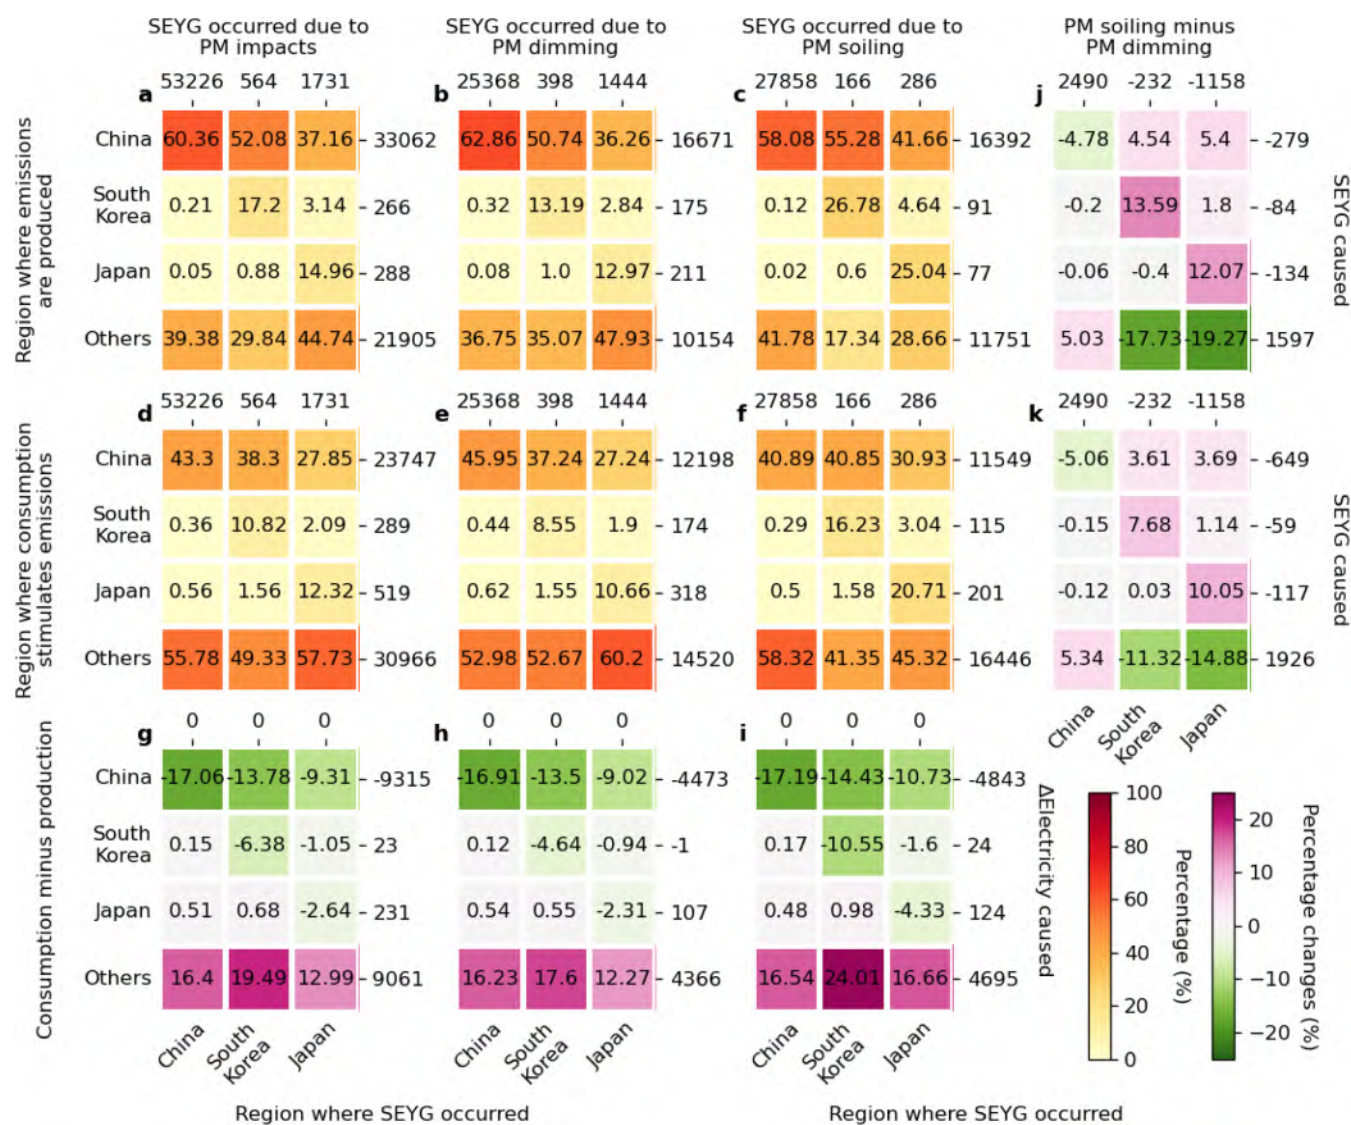 SEYG occurred due to
PM impacts
SEYG occurred due to
PM dimming
SEYG occurred due to
PM soiling
PM soiling minus
PM dimming
a 53226 564 1731
b 25368 398 1444
c 27858 166 286
j 2490 -232 -1158
China 60.36 52.08 37.16 33062 62.86 50.74 36.26 16671 58.08 55.28 41.66 16392 -4.78 4.54 5.4 -279
South
Korea 0.21 17.2 3.14 266 0.32 13.19 2.84 175 0.12 26.78 4.64 91 -0.2 13.59 1.8 -84
Japan 0.05 0.88 14.96 288 0.08 1.0 12.97 211 0.02 0.6 25.04 77 -0.06 -0.4 12.07 -134
Others 39.38 29.84 44.74 21905 36.75 35.07 47.93 10154 41.78 17.34 28.66 11751 5.03 -17.73 -19.27 1597
Region where emissions
are produced
SEYG caused
d 53226 564 1731
e 25368 398 1444
f 27858 166 286
k 2490 -232 -1158
China 43.3 38.3 27.85 23747 45.95 37.24 27.24 12198 40.89 40.85 30.93 11549 -5.06 3.61 3.69 -649
South
Korea 0.36 10.82 2.09 289 0.44 8.55 1.9 174 0.29 16.23 3.04 115 -0.15 7.68 1.14 -59
Japan 0.56 1.56 12.32 519 0.62 1.55 10.66 318 0.5 1.58 20.71 201 -0.12 0.03 10.05 -117
Others 55.78 49.33 57.73 30966 52.98 52.67 60.2 14520 58.32 41.35 45.32 16446 5.34 -11.32 -14.88 1926
Region where consumption
stimulates emissions
SEYG caused
China
South
Korea
Japan
g 0 0 0
h 0 0 0
i 0 0 0
China -17.06 -13.78 -9.31 -9315 -16.91 -13.5 -9.02 -4473 -17.19 -14.43 -10.73 -4843
South
Korea 0.15 -6.38 -1.05 23 0.12 -4.64 -0.94 -1 0.17 -10.55 -1.6 24
Japan 0.51 0.68 -2.64 231 0.54 0.55 -2.31 107 0.48 0.98 -4.33 124
Others 16.4 19.49 12.99 9061 16.23 17.6 12.27 4366 16.54 24.01 16.66 4695
Consumption minus production
ΔElectricity caused
100
80
60
40
20
0
Percentage (%)
20
10
0
−10
−20
Percentage changes (%)
China
South
Korea
Japan
China
South
Korea
Japan
China
South
Korea
Japan
Region where SEYG occurred
Region where SEYG occurred